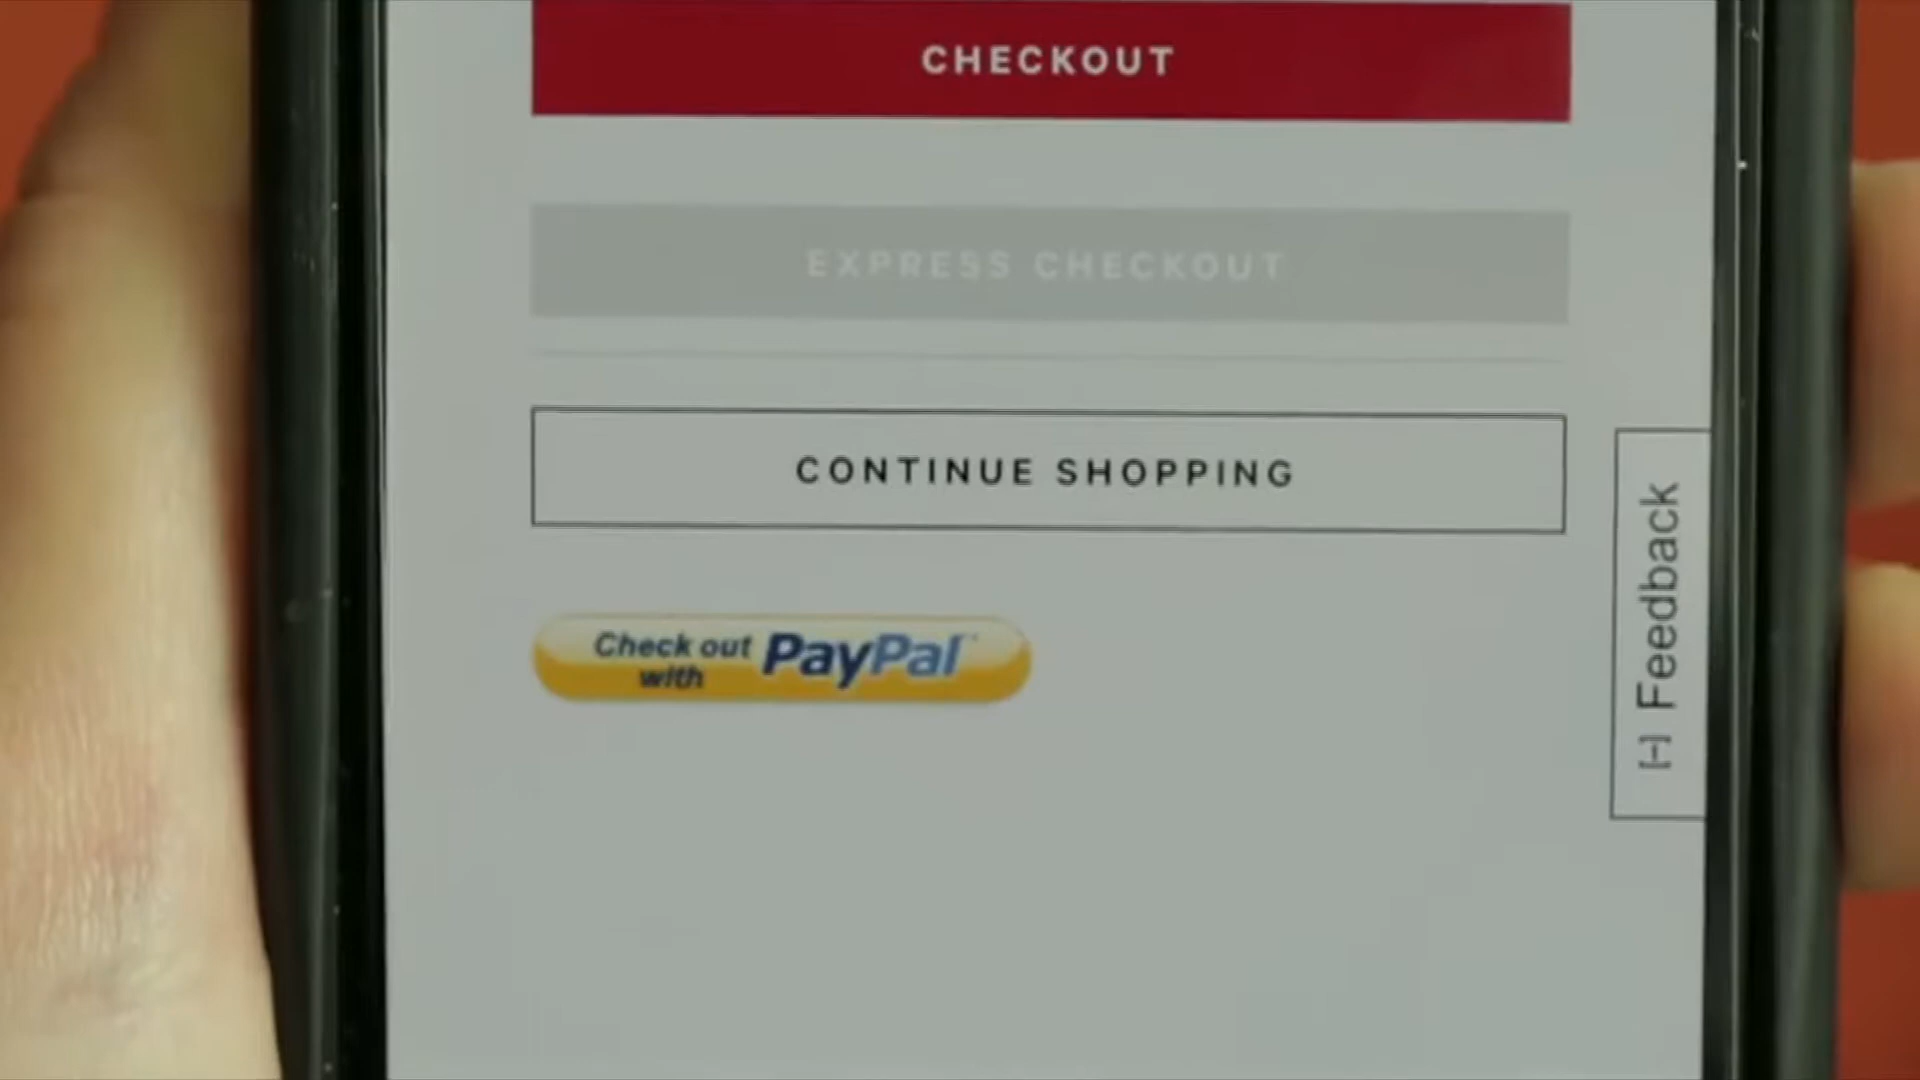 CHECKOUT
EXPRESS CHECKOUT
CONTINUE SHOPPING
Check out
with
PayPal
[-] Feedback